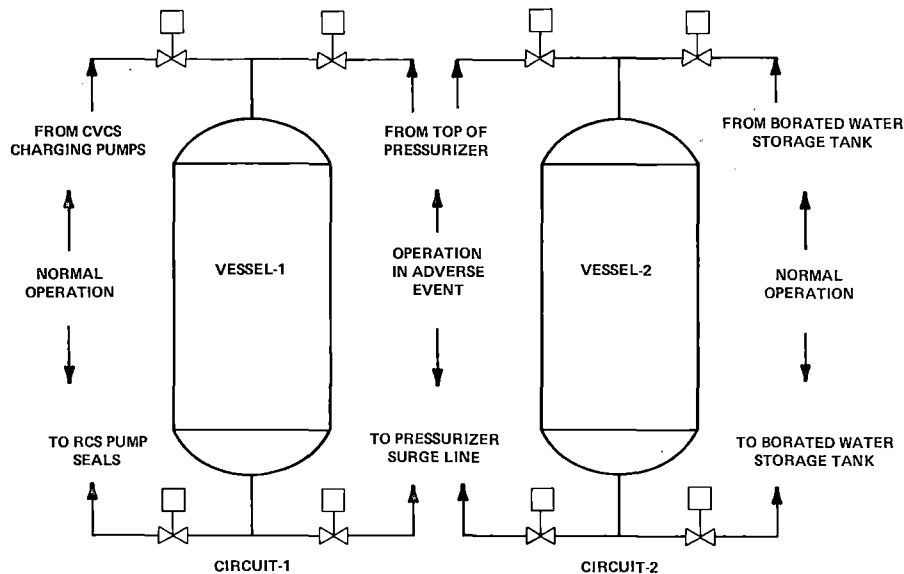 FROM CVCS
CHARGING PUMPS
FROM TOP OF
PRESSURIZER
FROM BORATED WATER
STORAGE TANK
NORMAL
OPERATION
VESSEL-1
OPERATION
IN ADVERSE
EVENT
VESSEL-2
NORMAL
OPERATION
TO RCS PUMP
SEALS
TO PRESSURIZER
SURGE LINE
TO BORATED WATER
STORAGE TANK
CIRCUIT-1
CIRCUIT-2